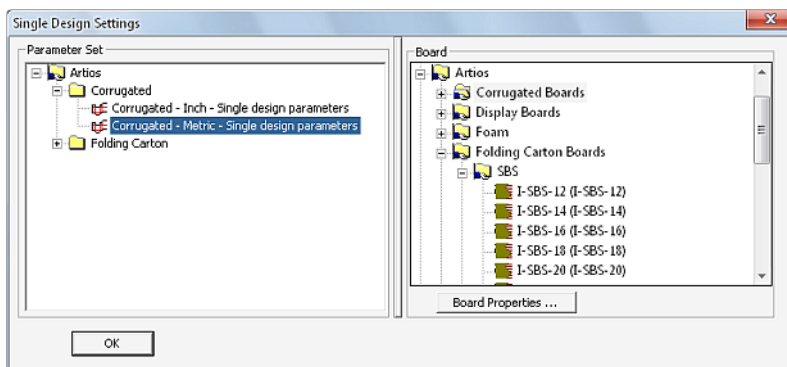 Single Design Settings
Parameter Set
Artios
Corrugated
Corrugated - Inch - Single design parameters
Corrugated - Metric - Single design parameters
Folding Carton
Board
Artios
Corrugated Boards
Display Boards
Foam
Folding Carton Boards
SBS
I-SBS-12 (I-SBS-12)
I-SBS-14 (I-SBS-14)
I-SBS-16 (I-SBS-16)
I-SBS-18 (I-SBS-18)
I-SBS-20 (I-SBS-20)
Board Properties ...
OK